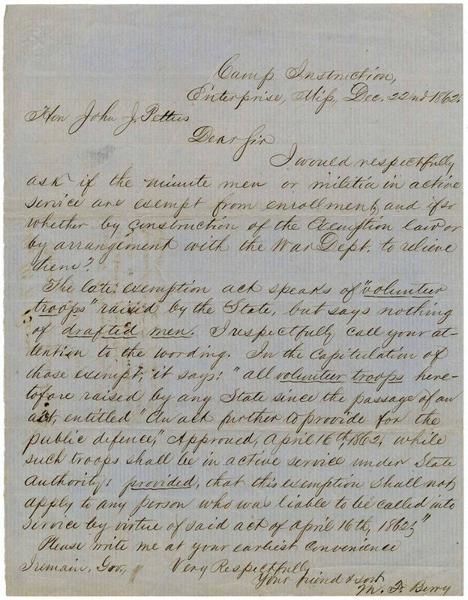 Camp Instruction,
Enterprise, Miss, Dec. 22nd 1862.
Hon John J. Pettus
Dear Sir
I would respectfully
ask if the minute men or militia in active
service are exempt from enrollment, and if so
whether by construction of the Exemption law or
by arrangement with the War Dept. to relieve
them?
The late exemption act speaks of "volunteer
troops" raised by the State, but says nothing
of drafted men. I respectfully call your at-
tention to the wording. In the Capitulation of
those exempt, it says: "all volunteer troops here-
tofore raised by any State since the passage of an
act, entitled "An act further to provide for the
public defence," Approved, April 16th, 1862, while
such troops shall be in active service under State
Authority: provided, that this exemption shall not
apply to any person who was liable to be called into
service by virtue of said act of April 16th, 1862;"
Please write me at your earliest convenience
I remain, Gov, Very Respectfully
Your friend &
M. F. Berry